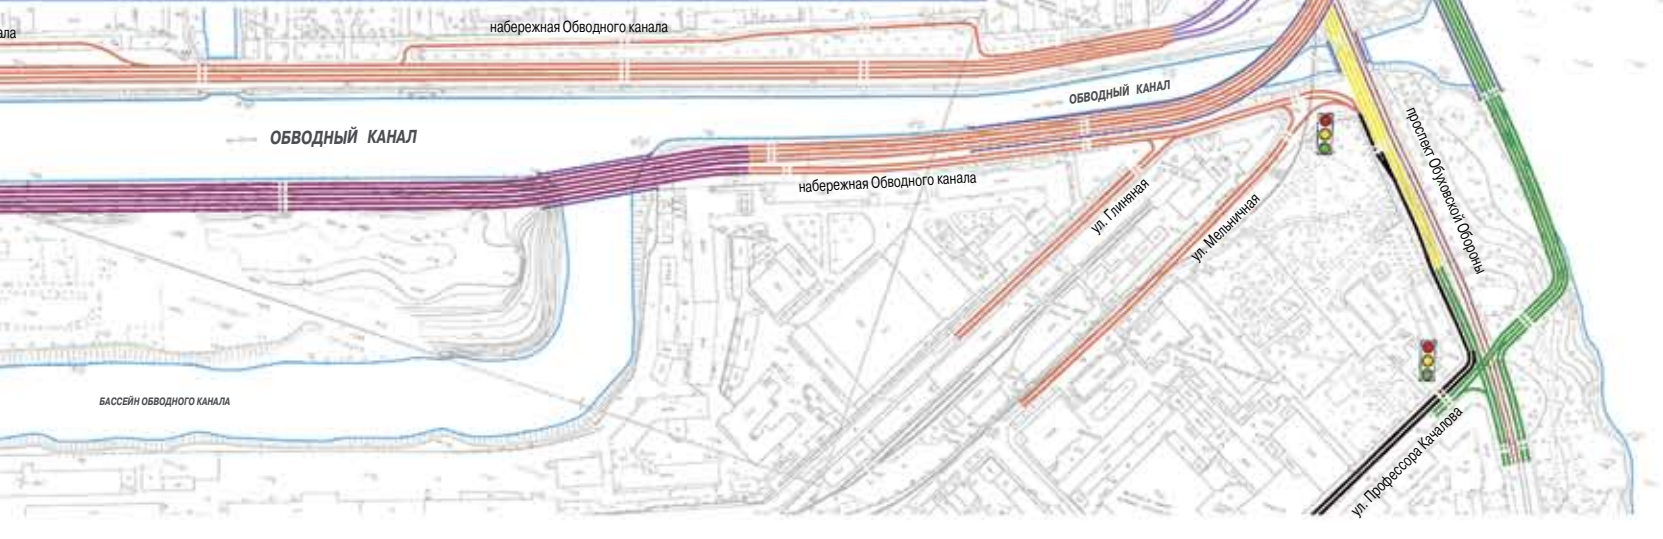 ала
набережная Обводного канала
ОБВОДНЫЙ КАНАЛ
ОБВОДНЫЙ КАНАЛ
набережная Обводного канала
ул. Глиняная
ул. Мельничная
проспект Обуховской Обороны
БАССЕЙН ОБВОДНОГО КАНАЛА
ул. Профессора Качалова